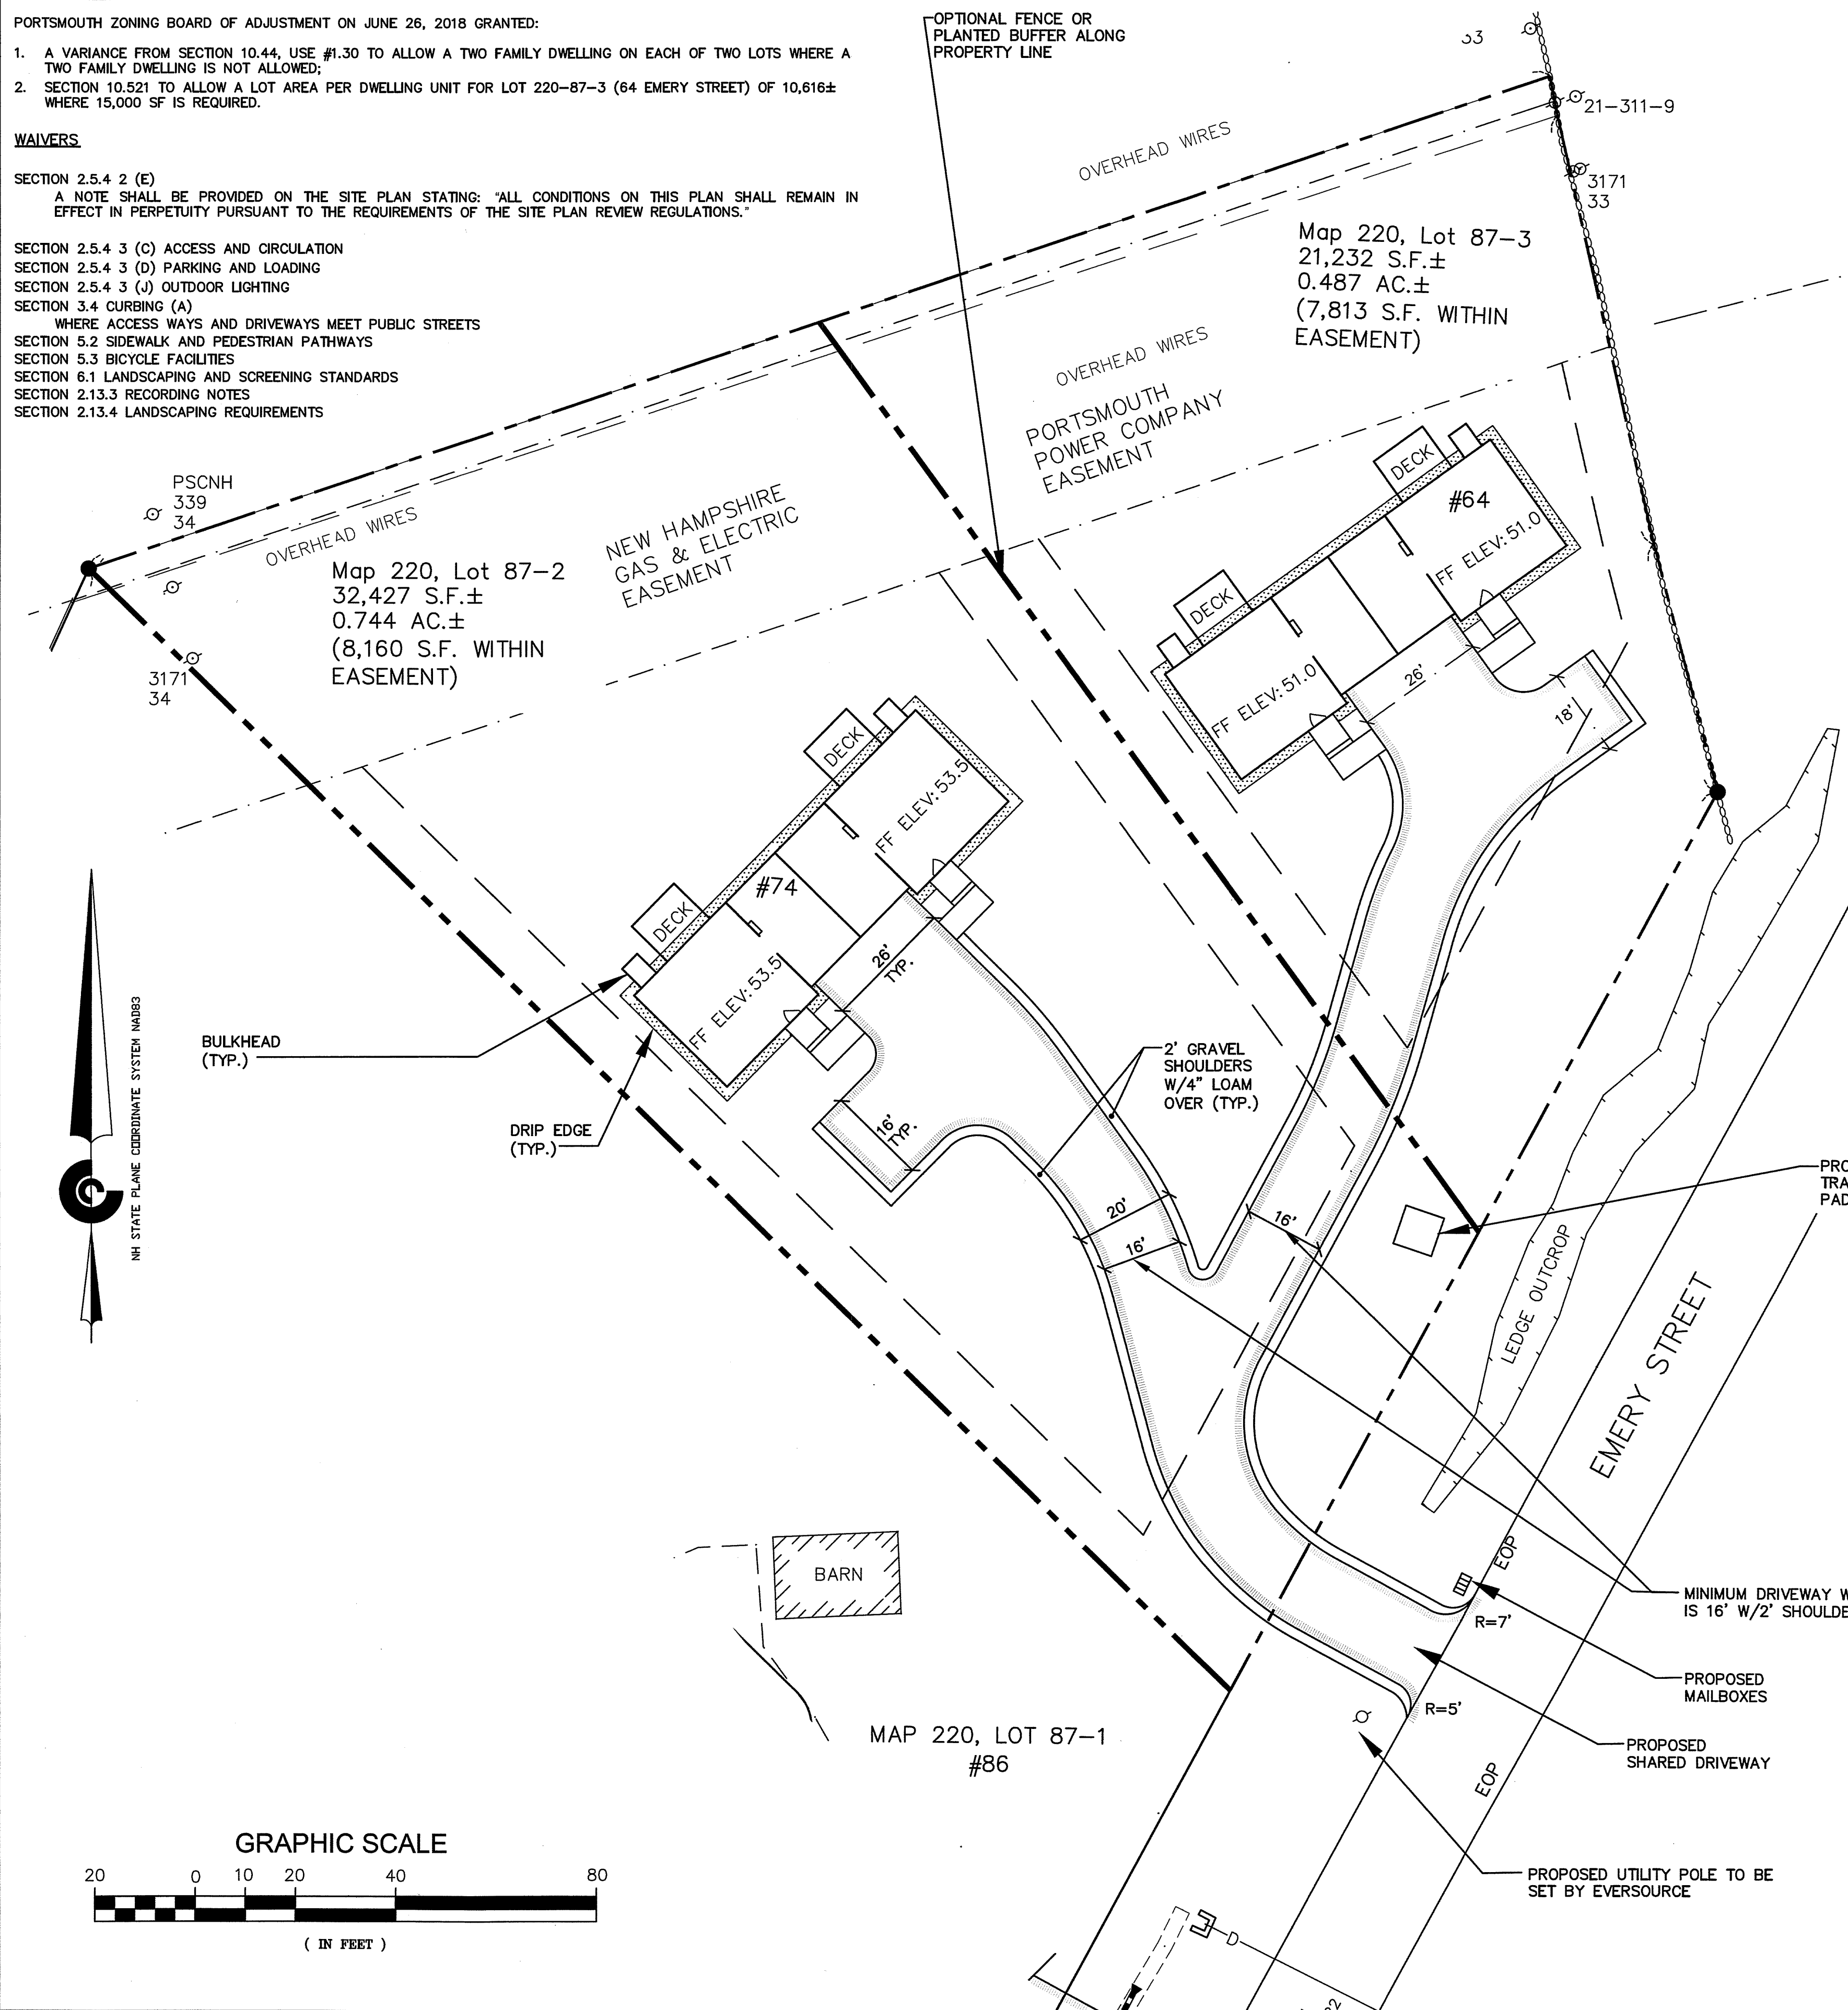 PORTSMOUTH ZONING BOARD OF ADJUSTMENT ON JUNE 26, 2018 GRANTED:
1. A VARIANCE FROM SECTION 10.44, USE #1.30 TO ALLOW A TWO FAMILY DWELLING ON EACH OF TWO LOTS WHERE A
TWO FAMILY DWELLING IS NOT ALLOWED;
2. SECTION 10.521 TO ALLOW A LOT AREA PER DWELLING UNIT FOR LOT 220-87-3 (64 EMERY STREET) OF 10,616±
WHERE 15,000 SF IS REQUIRED.
WAIVERS
SECTION 2.5.4 2 (E)
A NOTE SHALL BE PROVIDED ON THE SITE PLAN STATING: "ALL CONDITIONS ON THIS PLAN SHALL REMAIN IN
EFFECT IN PERPETUITY PURSUANT TO THE REQUIREMENTS OF THE SITE PLAN REVIEW REGULATIONS."
SECTION 2.5.4 3 (C) ACCESS AND CIRCULATION
SECTION 2.5.4 3 (D) PARKING AND LOADING
SECTION 2.5.4 3 (J) OUTDOOR LIGHTING
SECTION 3.4 CURBING (A)
WHERE ACCESS WAYS AND DRIVEWAYS MEET PUBLIC STREETS
SECTION 5.2 SIDEWALK AND PEDESTRIAN PATHWAYS
SECTION 5.3 BICYCLE FACILITIES
SECTION 6.1 LANDSCAPING AND SCREENING STANDARDS
SECTION 2.13.3 RECORDING NOTES
SECTION 2.13.4 LANDSCAPING REQUIREMENTS
OPTIONAL FENCE OR
PLANTED BUFFER ALONG
PROPERTY LINE
33
21-311-9
3171
33
OVERHEAD WIRES
Map 220, Lot 87-3
21,232 S.F.±
0.487 AC.±
(7,813 S.F. WITHIN
EASEMENT)
OVERHEAD WIRES
PORTSMOUTH
POWER COMPANY
EASEMENT
PSCNH
339
34
OVERHEAD WIRES
NEW HAMPSHIRE
GAS & ELECTRIC
EASEMENT
Map 220, Lot 87-2
32,427 S.F.±
0.744 AC.±
(8,160 S.F. WITHIN
EASEMENT)
3171
34
DECK
#64
FF ELEV: 51.0
DECK
FF ELEV: 51.0
26'
18'
DECK
FF ELEV: 53.5
#74
DECK
FF ELEV: 53.5
26'
TYP.
16'
TYP.
BULKHEAD
(TYP.)
DRIP EDGE
(TYP.)
2' GRAVEL
SHOULDERS
W/4" LOAM
OVER (TYP.)
NH STATE PLANE COORDINATE SYSTEM NAD83
20'
16'
16'
PRO
TRA
PAD
LEDGE OUTCROP
EMERY STREET
EOP
BARN
MINIMUM DRIVEWAY W
IS 16' W/2' SHOULDE
R=7'
PROPOSED
MAILBOXES
R=5'
PROPOSED
SHARED DRIVEWAY
EOP
MAP 220, LOT 87-1
#86
PROPOSED UTILITY POLE TO BE
SET BY EVERSOURCE
GRAPHIC SCALE
20 0 10 20 40 80
( IN FEET )
D